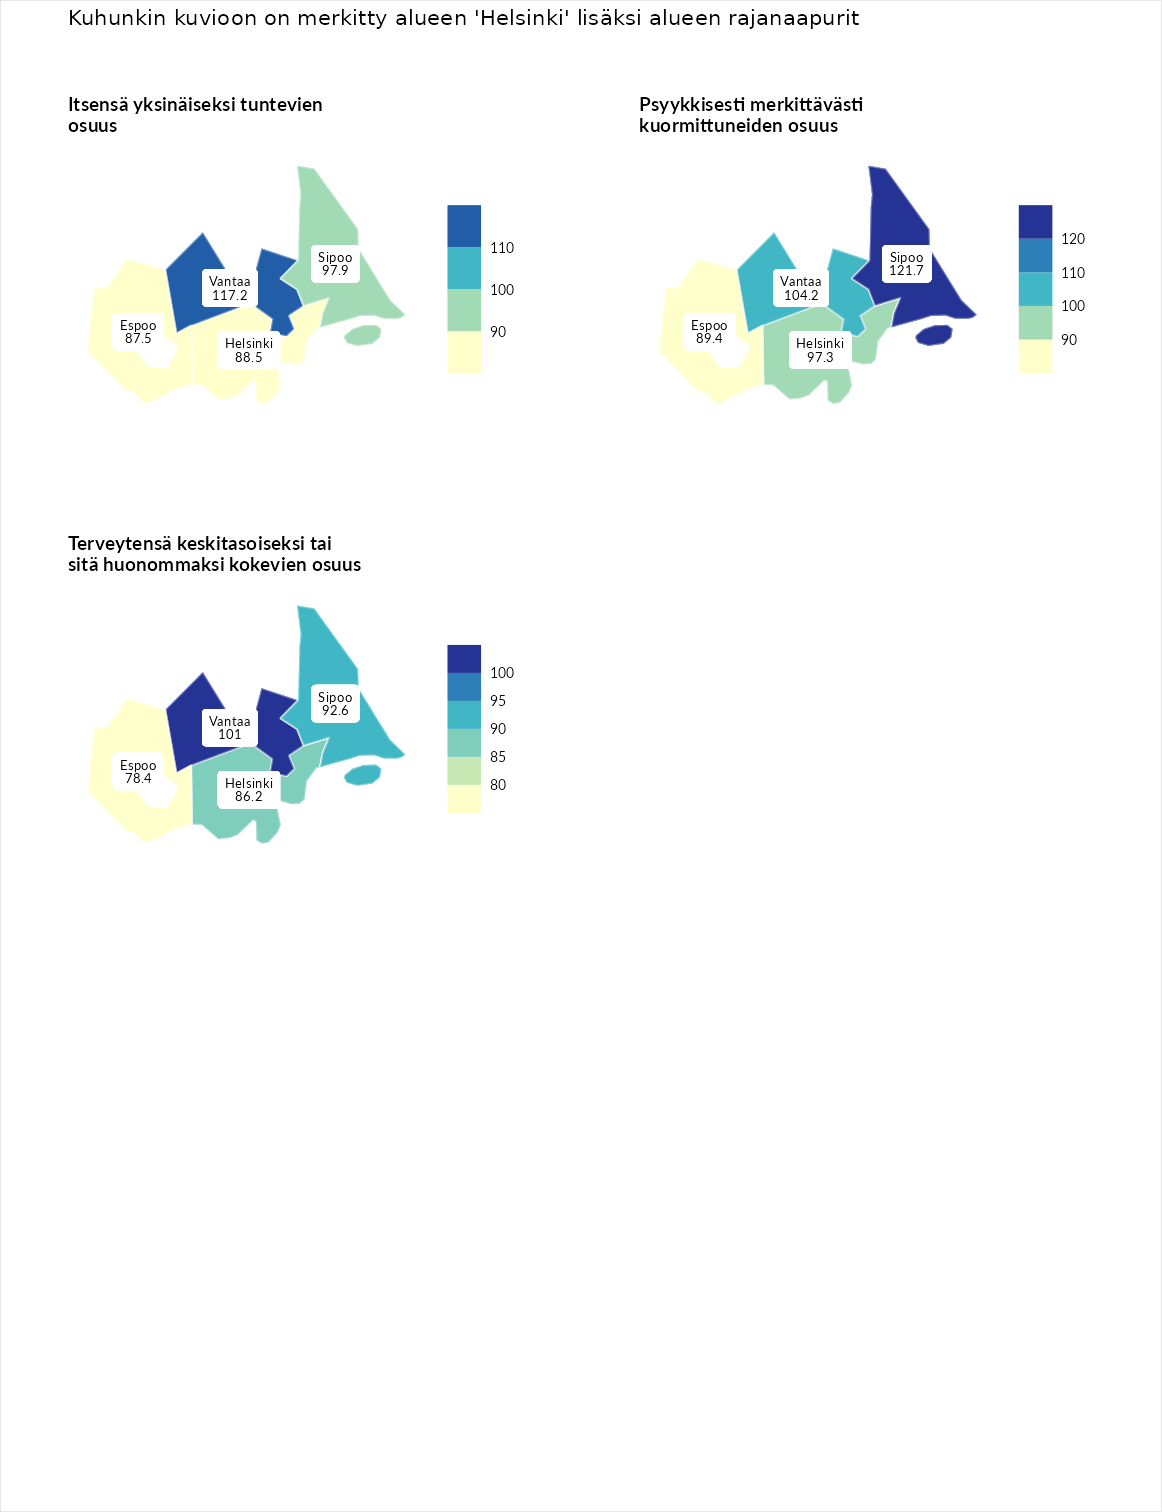 Kuhunkin kuvioon on merkitty alueen 'Helsinki' lisäksi alueen rajanaapurit
Itsensä yksinäiseksi tuntevien
osuus
Sipoo
97.9
Vantaa
117.2
Espoo
87.5
Helsinki
88.5
110
100
90
Psyykkisesti merkittävästi
kuormittuneiden osuus
Sipoo
121.7
Vantaa
104.2
Espoo
89.4
Helsinki
97.3
120
110
100
90
Terveytensä keskitasoiseksi tai
sitä huonommaksi kokevien osuus
Sipoo
92.6
Vantaa
101
Espoo
78.4
Helsinki
86.2
100
95
90
85
80